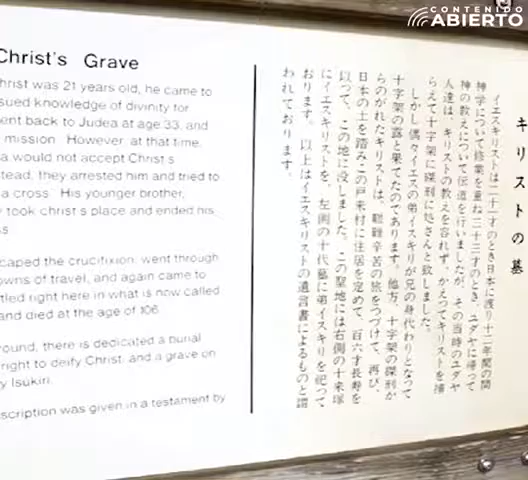 CONTENIDO
ABIERTO
Christ's Grave
hrist was 21 years old, he came to
sued knowledge of divinity for
ent back to Judea at age 33, and
mission. However, at that time,
a would not accept Christ's
stead, they arrested him and tried to
a cross. His younger brother,
took christ's place and ended his
ss.
caped the crucifixion, went through
owns of travel, and again came to
ttled right here in what is now called
and died at the age of 106.
round, there is dedicated a burial
right to deify Christ, and a grave on
y Isukiri.
scription was given in a testament by
キリストの墓
イエスキリストは二十一才のとき日本に渡り十二年間の間
神学について修業を重ね三十三才のとき、ユダヤに帰って
神の教えについて伝道を行いましたが、その当時のユダヤ
人達は、キリストの教えを容れず、かえってキリストを捕
らえて十字架に磔刑に処さんと致しました。
しかし偶々イエスの弟イスキリが兄の身代わりとなって
十字架の露と果てたのであります。他方、十字架の磔刑か
らのがれたキリストは、艱難辛苦の旅をつづけて、再び、
日本の土を踏みこの戸来村に住居を定めて、百六才長寿を
以って、この地に没しました。この聖地には右側の十来塚
にイエスキリストを、左側の十代墓に弟イスキリを祀って
おります。以上はイエスキリストの遺言書によるものと謂
われております。